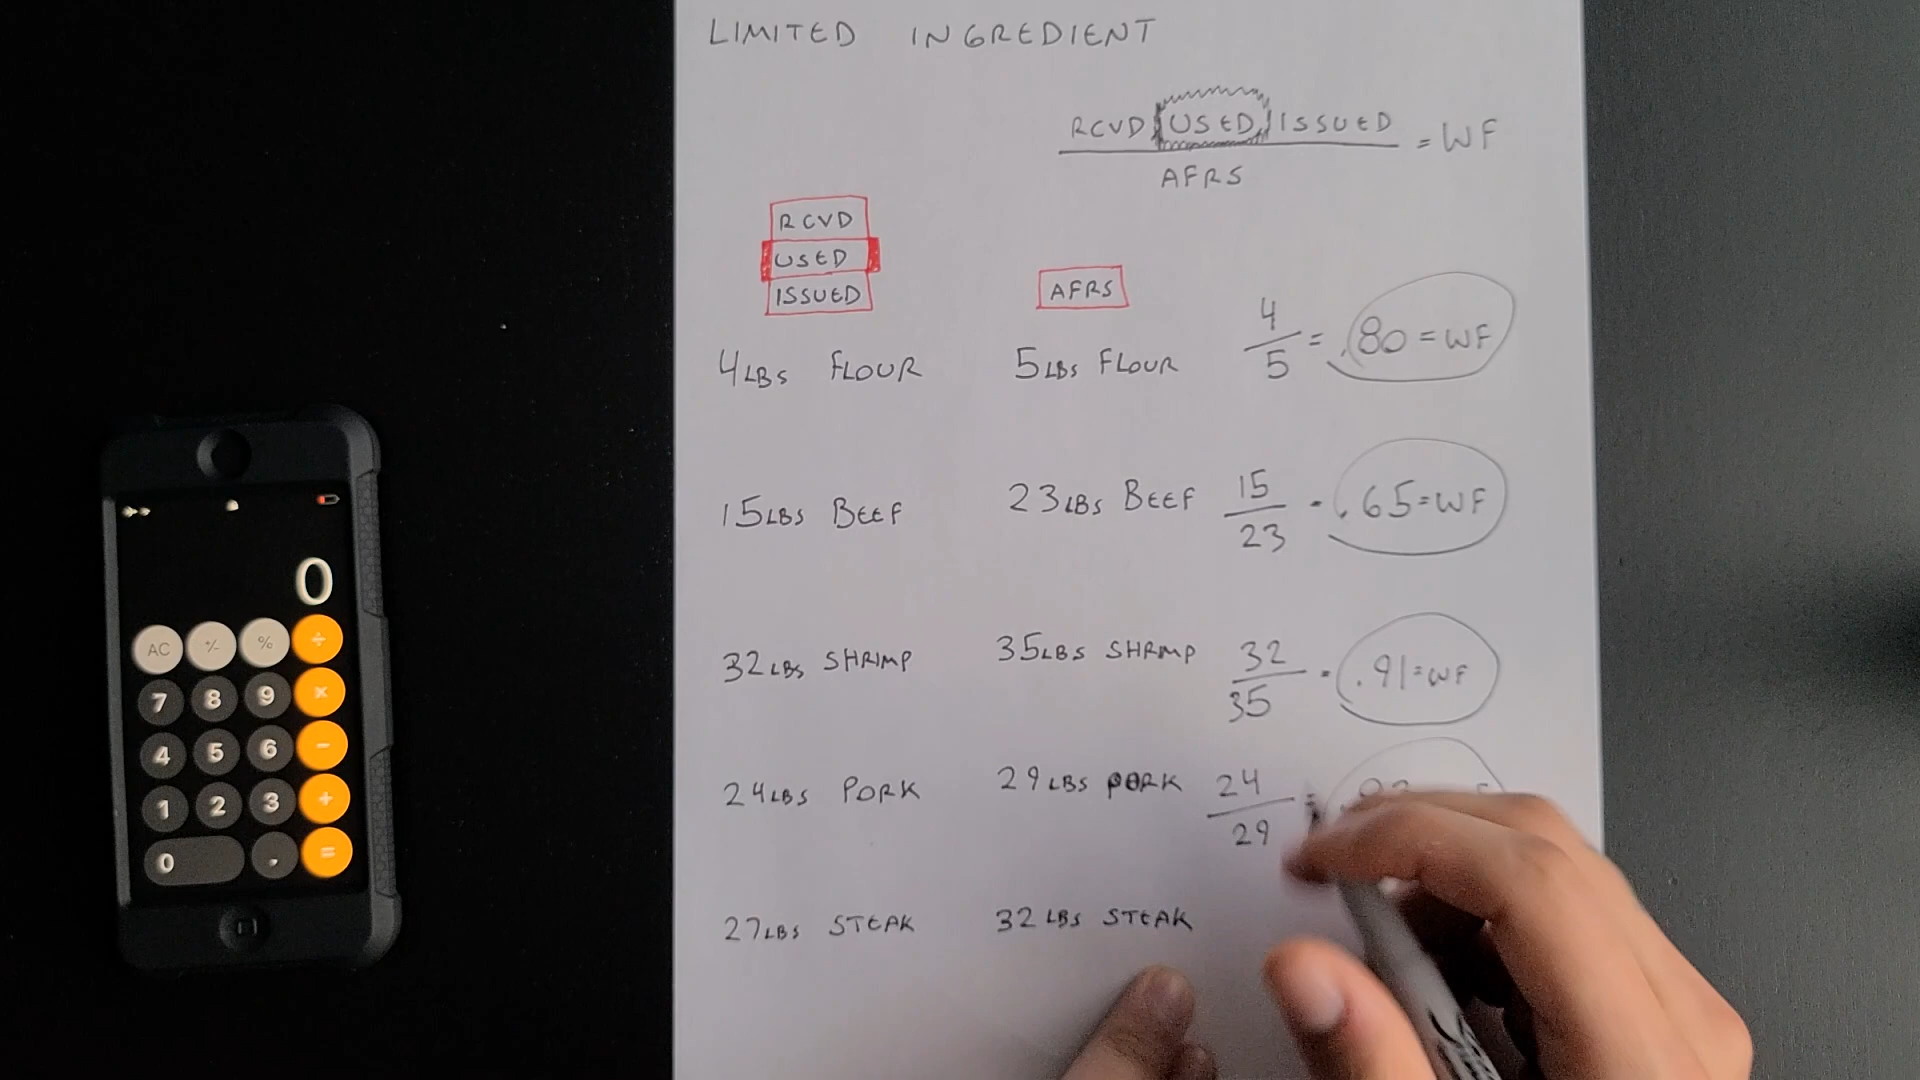 LIMITED INGREDIENT
RCVD USED ISSUED = WF
AFRS
RCVD
USED
ISSUED
AFRS
4LBS FLOUR 5LBS FLOUR 4/5 = .80 = WF
15LBS BEEF 23LBS BEEF 15/23 = .65 = WF
32LBS SHRIMP 35LBS SHRMP 32/35 = .91 = WF
24LBS PORK 29LBS PORK 24/29 =
27LBS STEAK 32LBS STEAK
0
AC +/- % ÷
7 8 9 ×
4 5 6 −
1 2 3 +
0 , =